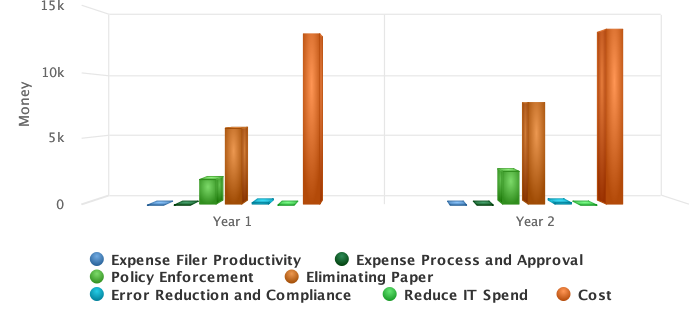 15k
10k
5k
0
Money
Year 1 Year 2
Expense Filer Productivity Expense Process and Approval
Policy Enforcement Eliminating Paper
Error Reduction and Compliance Reduce IT Spend Cost